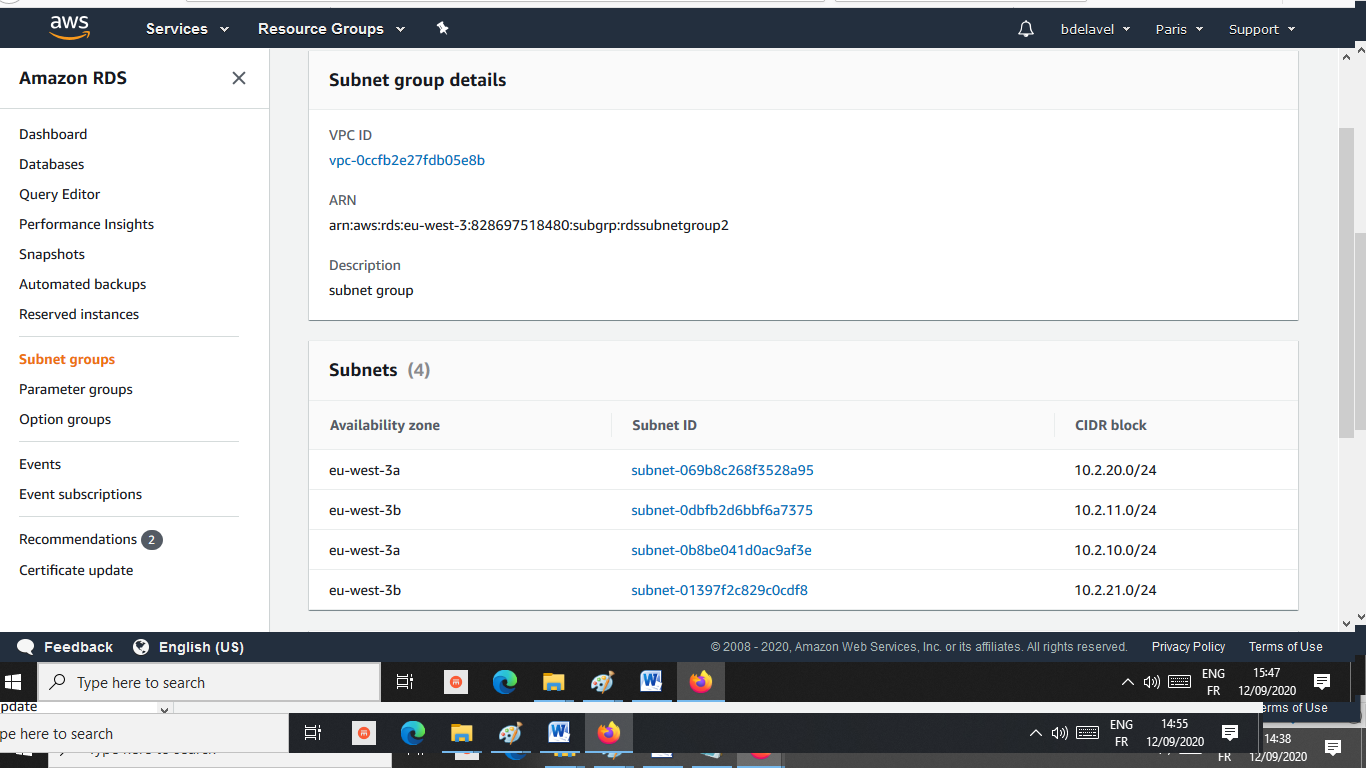 aws Services Resource Groups bdelavel Paris Support
Amazon RDS
Dashboard
Databases
Query Editor
Performance Insights
Snapshots
Automated backups
Reserved instances
Subnet groups
Parameter groups
Option groups
Events
Event subscriptions
Recommendations 2
Certificate update
Subnet group details
VPC ID
vpc-0ccfb2e27fdb05e8b
ARN
arn:aws:rds:eu-west-3:828697518480:subgrp:rdssubnetgroup2
Description
subnet group
Subnets (4)
Availability zone Subnet ID CIDR block
eu-west-3a subnet-069b8c268f3528a95 10.2.20.0/24
eu-west-3b subnet-0dbfb2d6bbf6a7375 10.2.11.0/24
eu-west-3a subnet-0b8be041d0ac9af3e 10.2.10.0/24
eu-west-3b subnet-01397f2c829c0cdf8 10.2.21.0/24
Feedback English (US) © 2008 - 2020, Amazon Web Services, Inc. or its affiliates. All rights reserved. Privacy Policy Terms of Use
Type here to search ENG 15:47
FR 12/09/2020
pdate erms of Use
pe here to search ENG 14:55
FR 12/09/2020
14:38
FR 12/09/2020